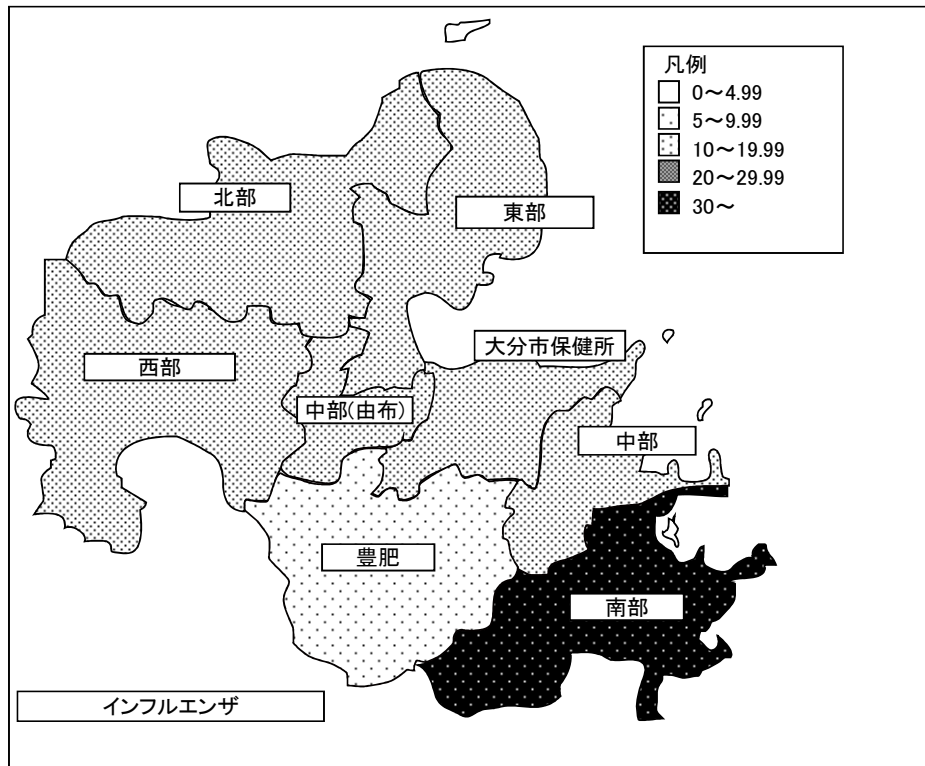 凡例
0～4.99
5～9.99
10～19.99
20～29.99
30～
北部
東部
大分市保健所
西部
中部(由布)
中部
豊肥
南部
インフルエンザ